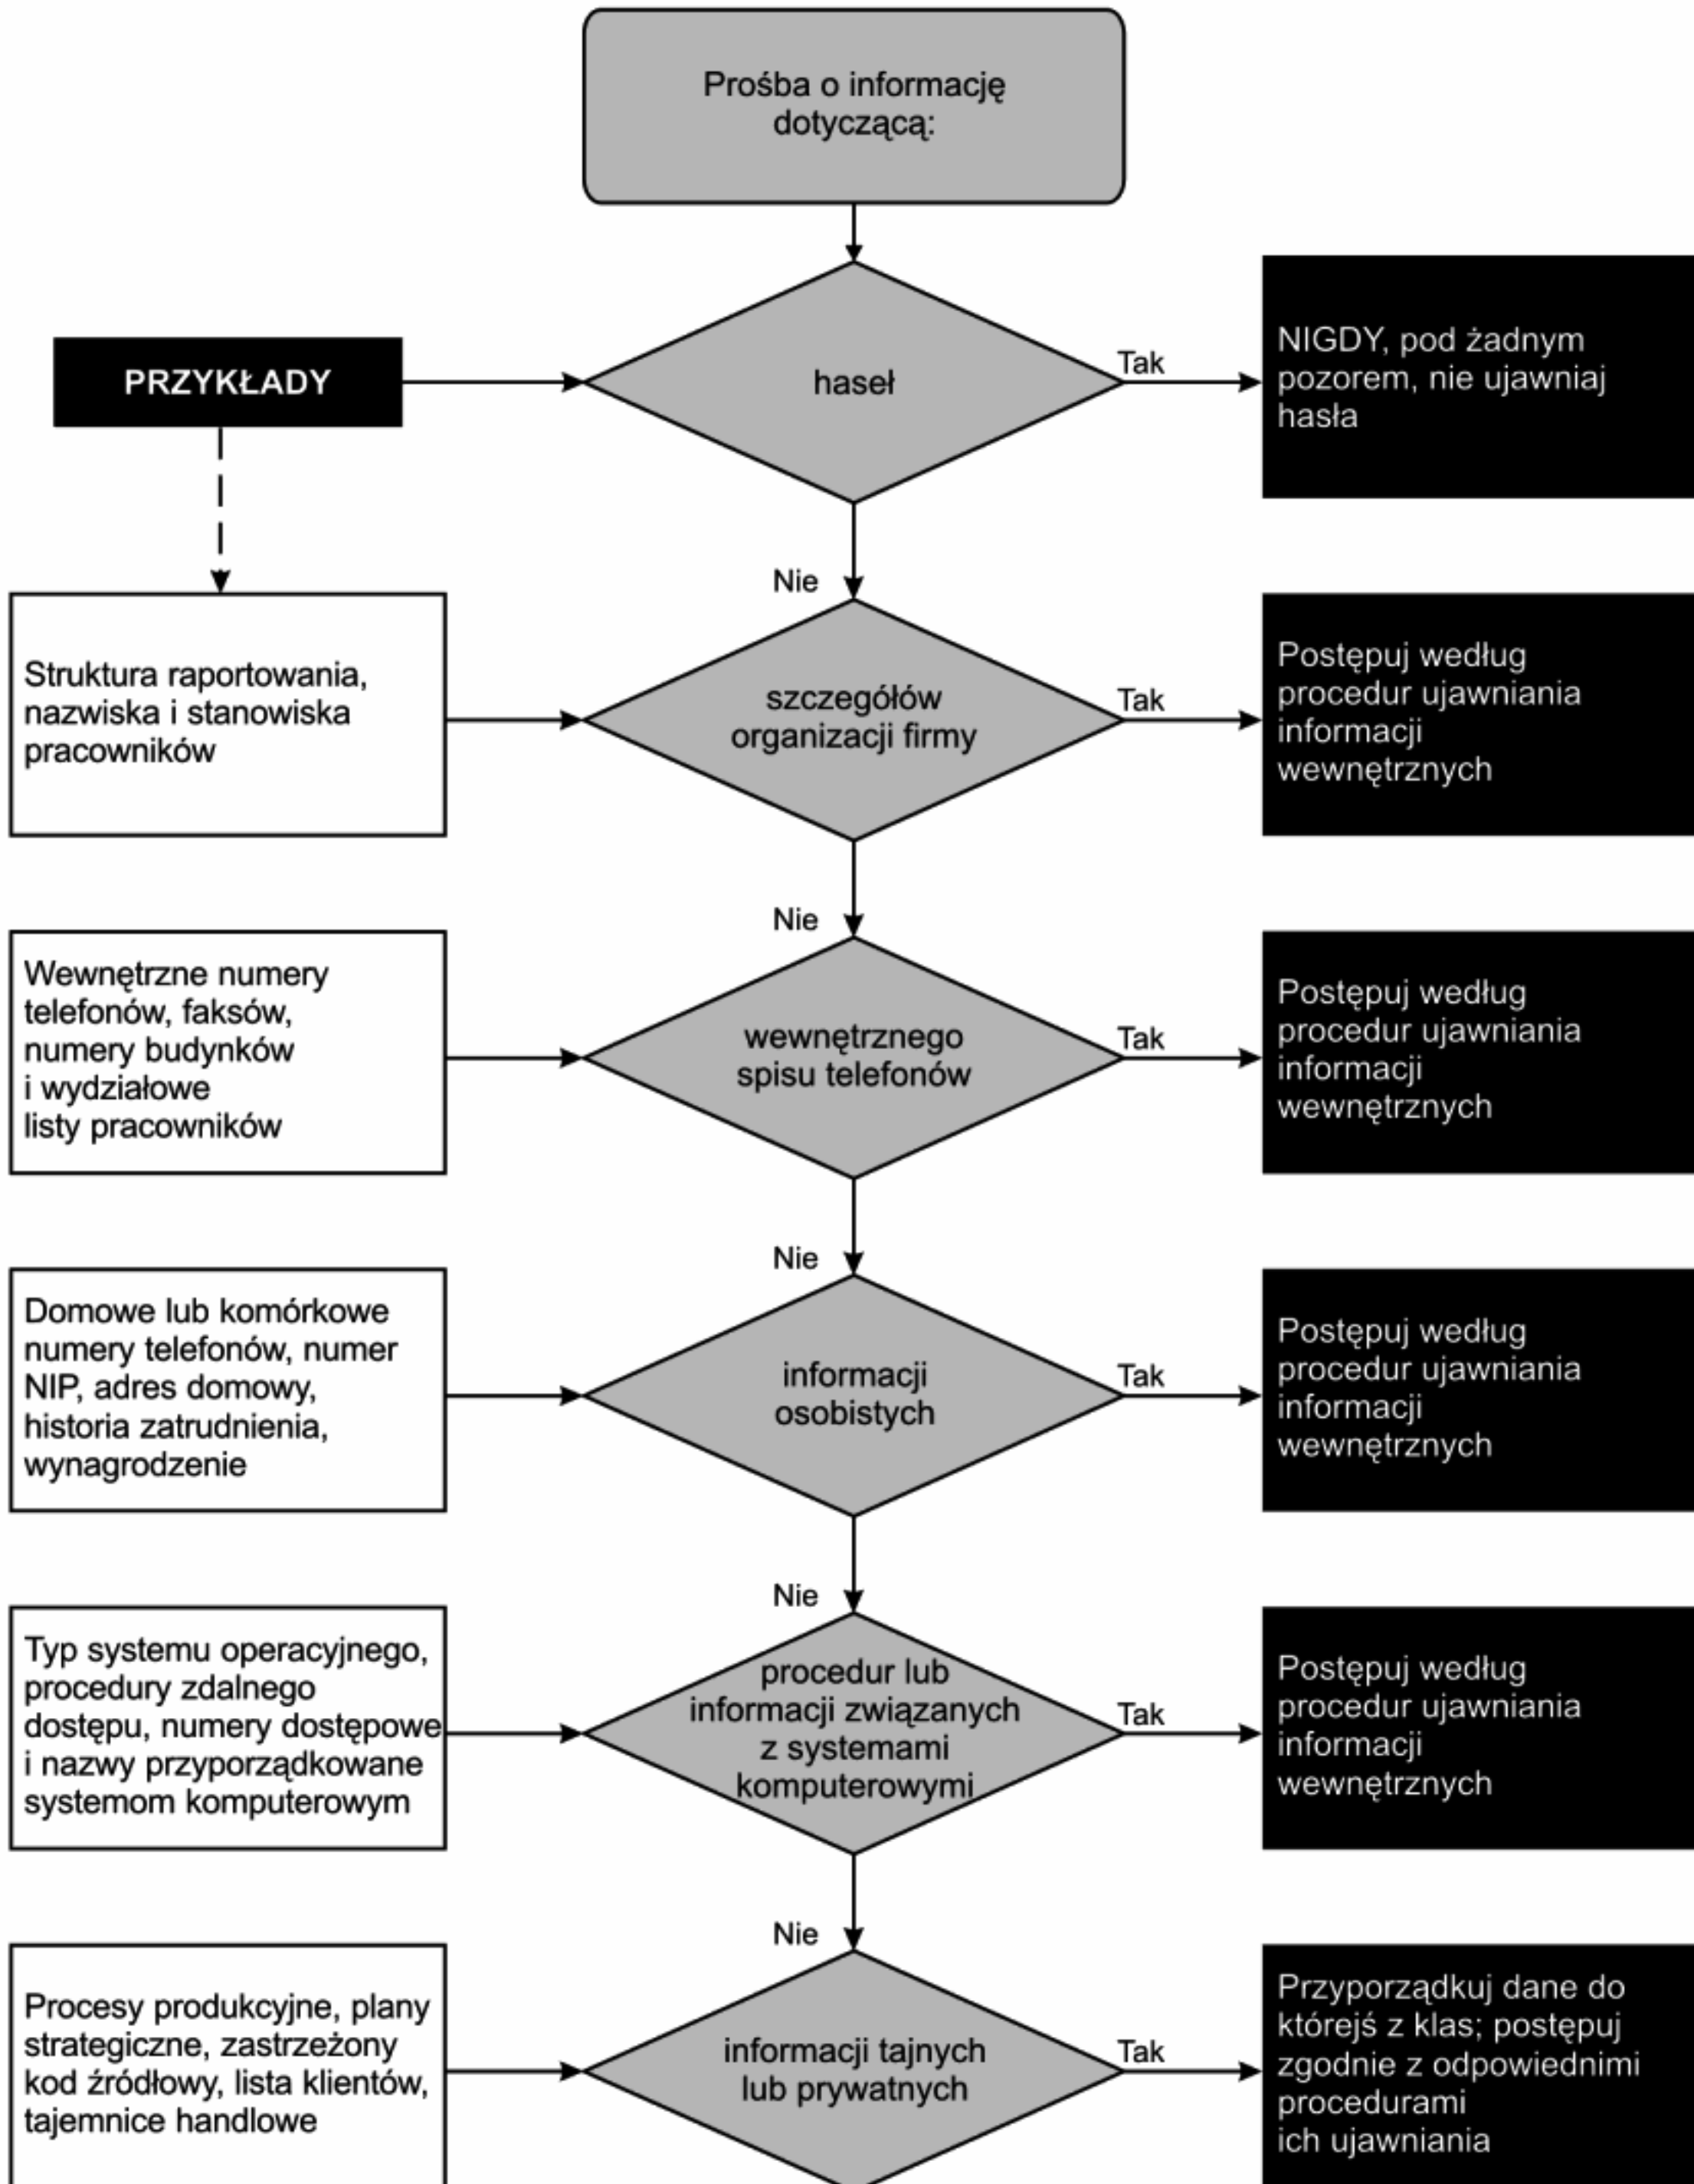 Prośba o informację
dotyczącą:
PRZYKŁADY
haseł
Tak
NIGDY, pod żadnym
pozorem, nie ujawniaj
hasła
Nie
Struktura raportowania,
nazwiska i stanowiska
pracowników
szczegółów
organizacji firmy
Tak
Postępuj według
procedur ujawniania
informacji
wewnętrznych
Nie
Wewnętrzne numery
telefonów, faksów,
numery budynków
i wydziałowe
listy pracowników
wewnętrznego
spisu telefonów
Tak
Postępuj według
procedur ujawniania
informacji
wewnętrznych
Nie
Domowe lub komórkowe
numery telefonów, numer
NIP, adres domowy,
historia zatrudnienia,
wynagrodzenie
informacji
osobistych
Tak
Postępuj według
procedur ujawniania
informacji
wewnętrznych
Nie
Typ systemu operacyjnego,
procedury zdalnego
dostępu, numery dostępowe
i nazwy przyporządkowane
systemom komputerowym
procedur lub
informacji związanych
z systemami
komputerowymi
Tak
Postępuj według
procedur ujawniania
informacji
wewnętrznych
Nie
Procesy produkcyjne, plany
strategiczne, zastrzeżony
kod źródłowy, lista klientów,
tajemnice handlowe
informacji tajnych
lub prywatnych
Tak
Przyporządkuj dane do
którejś z klas; postępuj
zgodnie z odpowiednimi
procedurami
ich ujawniania